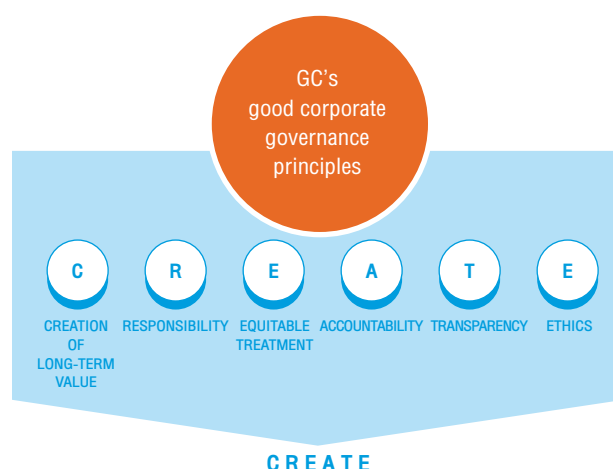 GC's
good corporate
governance
principles
C R E A T E
CREATION
OF
LONG-TERM
VALUE
RESPONSIBILITY
EQUITABLE
TREATMENT
ACCOUNTABILITY
TRANSPARENCY
ETHICS
CREATE